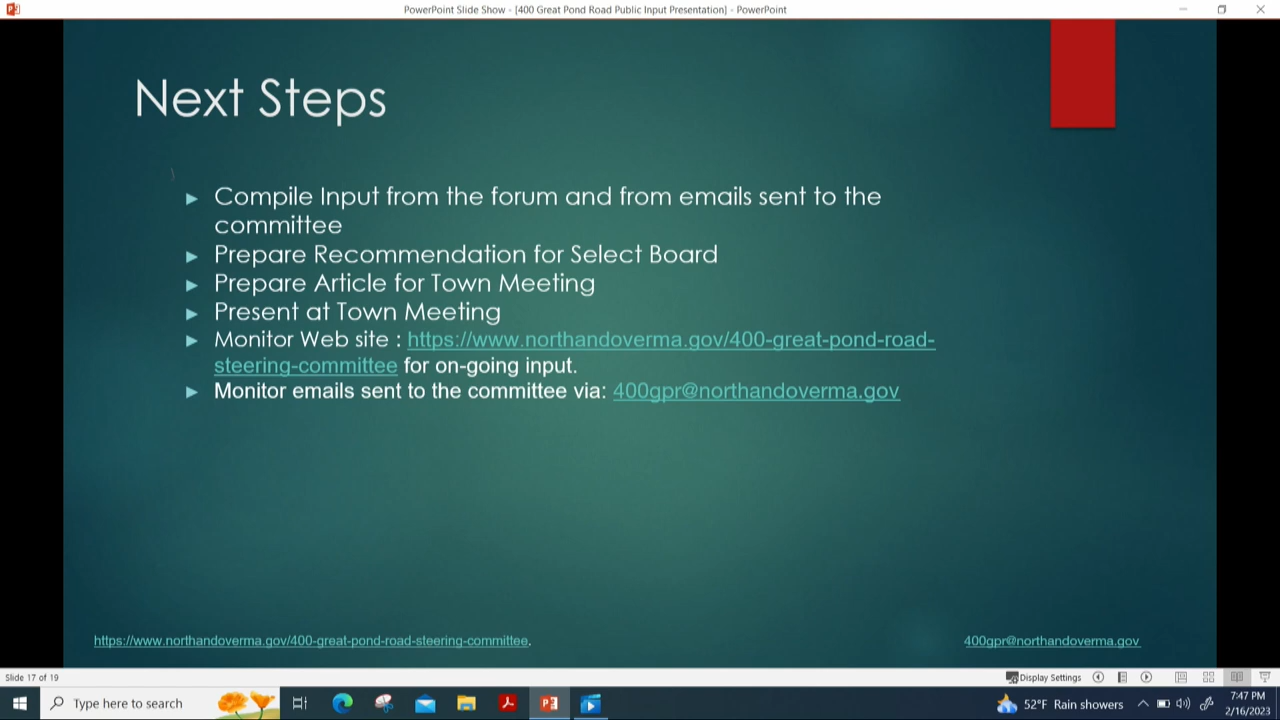 PowerPoint Slide Show - [400 Great Pond Road Public Input Presentation] - PowerPoint
Next Steps
Compile Input from the forum and from emails sent to the
committee
Prepare Recommendation for Select Board
Prepare Article for Town Meeting
Present at Town Meeting
Monitor Web site : https://www.northandoverma.gov/400-great-pond-road-
steering-committee for on-going input.
Monitor emails sent to the committee via: 400gpr@northandoverma.gov
https://www.northandoverma.gov/400-great-pond-road-steering-committee.
400gpr@northandoverma.gov
Slide 17 of 19
Display Settings
Type here to search
52°F Rain showers
7:47 PM
2/16/2023